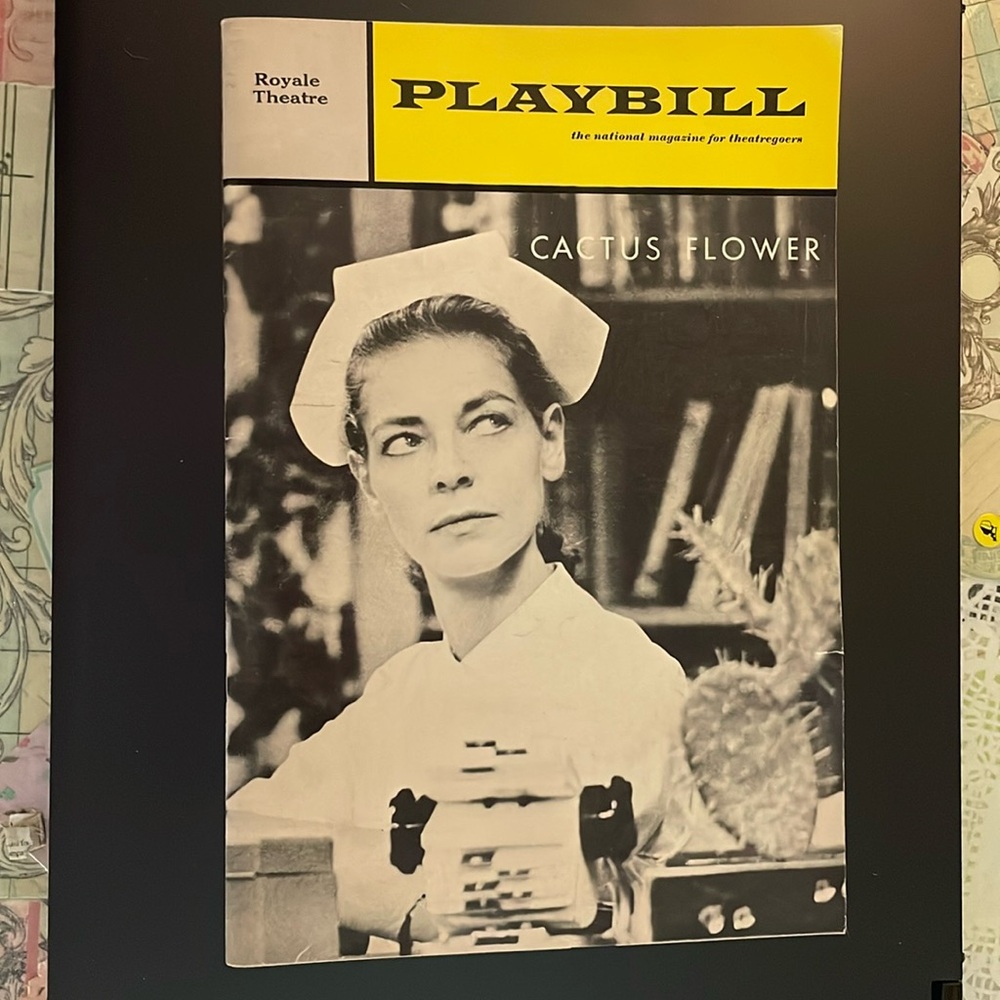 Royale
Theatre
PLAYBILL
the national magazine for theatregoers
CACTUS FLOWER